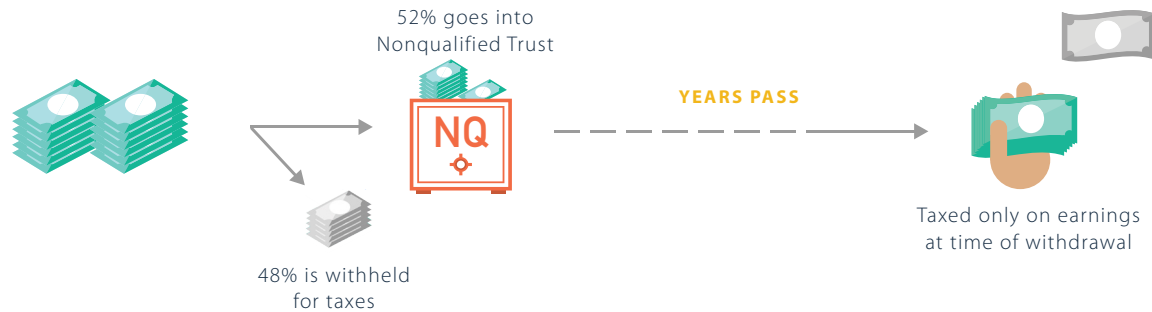 52% goes into
Nonqualified Trust
NQ
48% is withheld
for taxes
YEARS PASS
Taxed only on earnings
at time of withdrawal